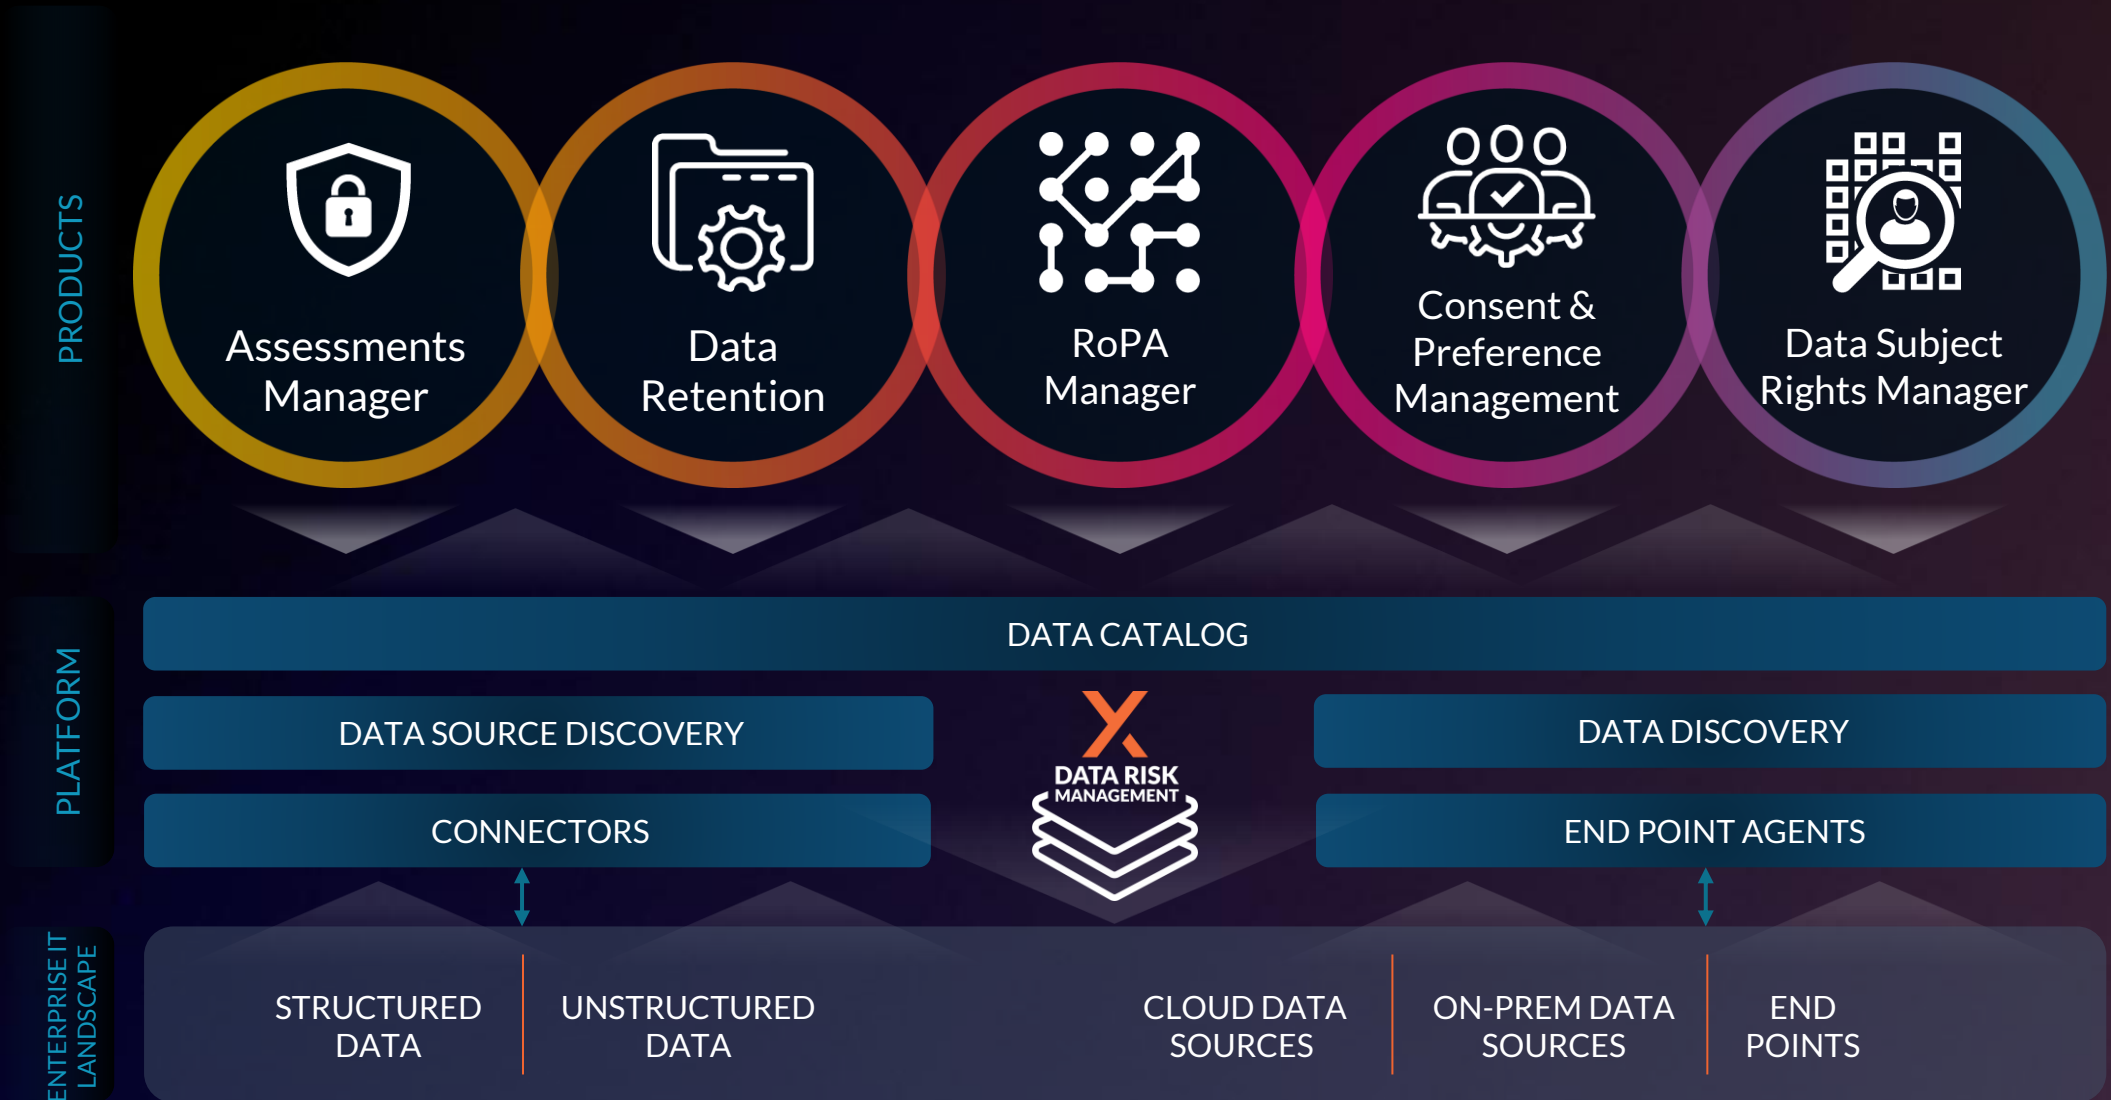 PRODUCTS
Assessments
Manager
Data
Retention
RoPA
Manager
Consent &
Preference
Management
Data Subject
Rights Manager
PLATFORM
DATA CATALOG
DATA SOURCE DISCOVERY
DATA DISCOVERY
DATA RISK
MANAGEMENT
CONNECTORS
END POINT AGENTS
ENTERPRISE IT
LANDSCAPE
STRUCTURED
DATA
UNSTRUCTURED
DATA
CLOUD DATA
SOURCES
ON-PREM DATA
SOURCES
END
POINTS